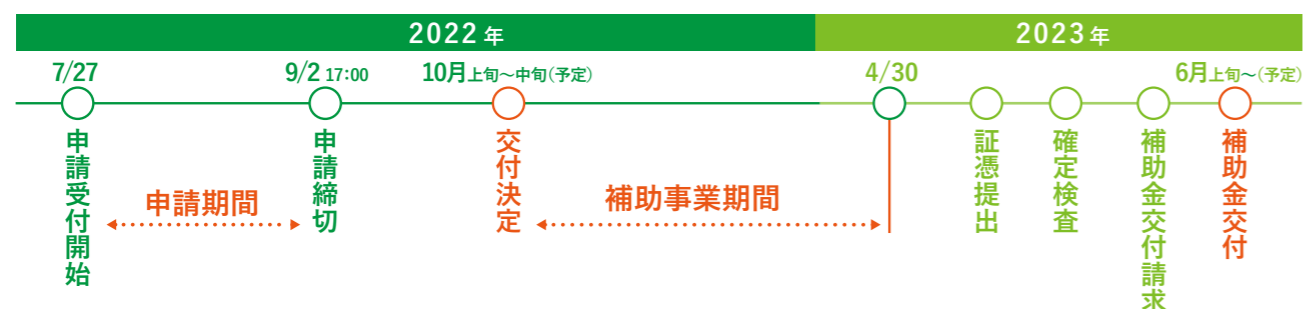 2022年
2023年
7/27
9/2 17:00
10月上旬～中旬(予定)
4/30
6月上旬～(予定)
申請受付開始
申請期間
申請締切
交付決定
補助事業期間
証憑提出
確定検査
補助金交付請求
補助金交付